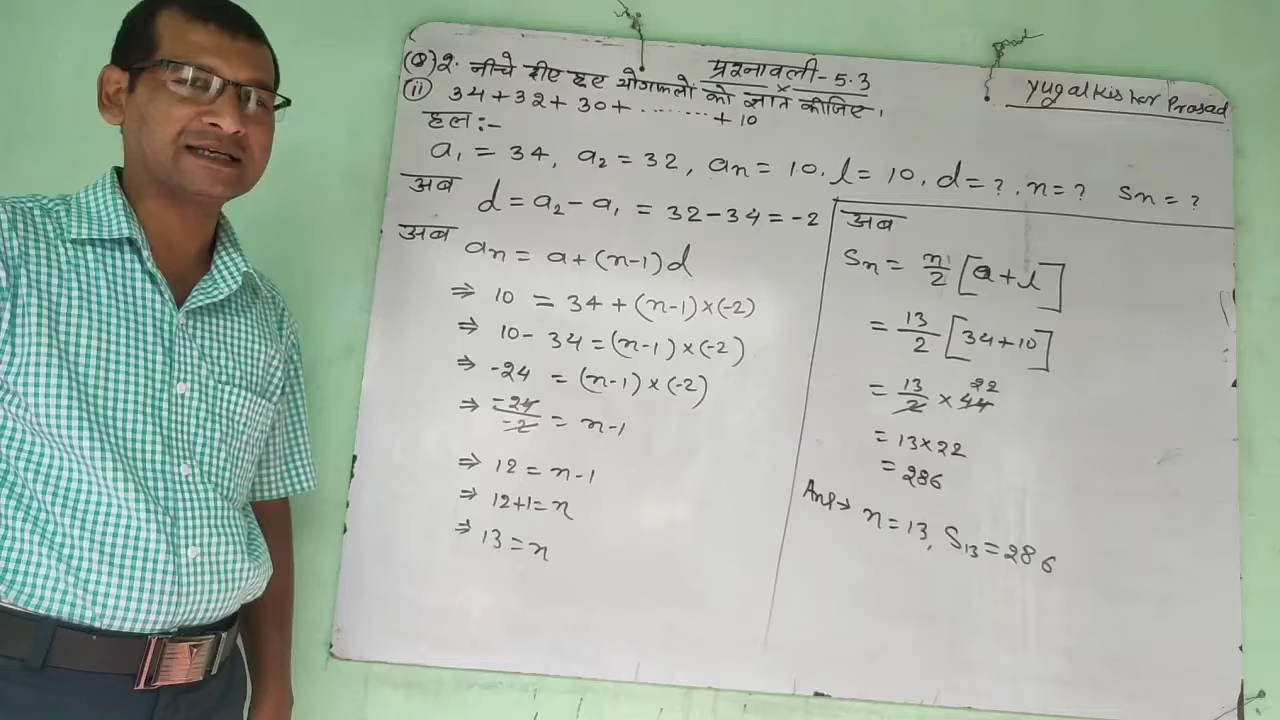 प्रश्नावली-5.3
Yugal Kishor Prasad
(Q) 2. नीचे दीए हुए योगफलों को ज्ञात कीजिए।
(ii) 34+32+30+........+10
हल:-
a₁ = 34, a₂ = 32, an = 10, l = 10, d = ?, n = ? Sn = ?
अब d = a₂ - a₁ = 32-34 = -2
अब an = a+(n-1)d
⇒ 10 = 34+(n-1)×(-2)
⇒ 10-34 = (n-1)×(-2)
⇒ -24 = (n-1)×(-2)
⇒ -24/-2 = n-1
⇒ 12 = n-1
⇒ 12+1 = n
⇒ 13 = n
अब
Sn = n/2 [a+l]
= 13/2 [34+10]
= 13/2 × 44 22
= 13×22
= 286
Ans→ n = 13, S₁₃ = 286